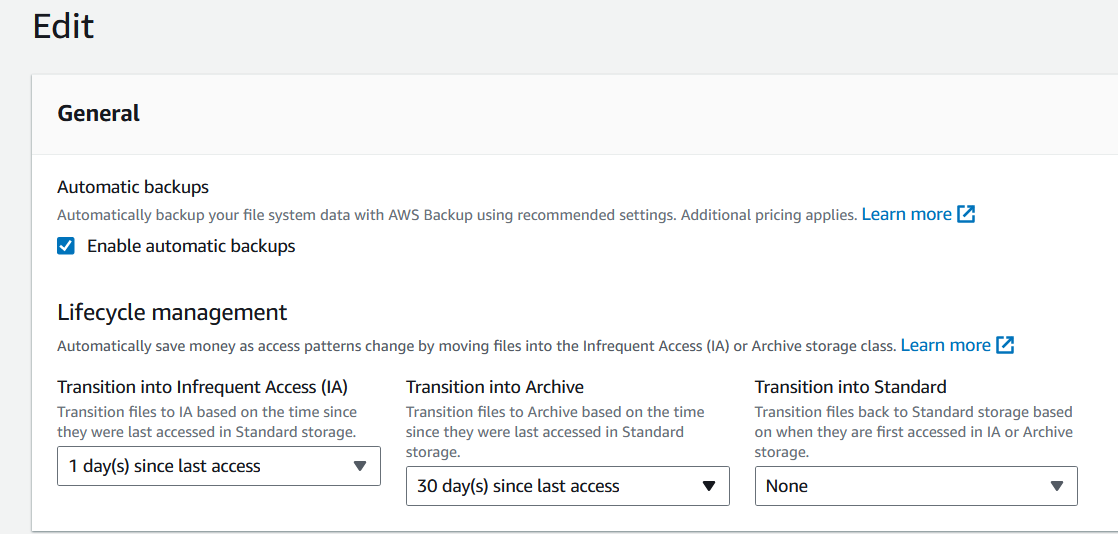 Edit
General
Automatic backups
Automatically backup your file system data with AWS Backup using recommended settings. Additional pricing applies. Learn more
Enable automatic backups
Lifecycle management
Automatically save money as access patterns change by moving files into the Infrequent Access (IA) or Archive storage class. Learn more
Transition into Infrequent Access (IA)
Transition files to IA based on the time since
they were last accessed in Standard storage.
1 day(s) since last access
Transition into Archive
Transition files to Archive based on the time
since they were last accessed in Standard
storage.
30 day(s) since last access
Transition into Standard
Transition files back to Standard storage based
on when they are first accessed in IA or Archive
storage.
None